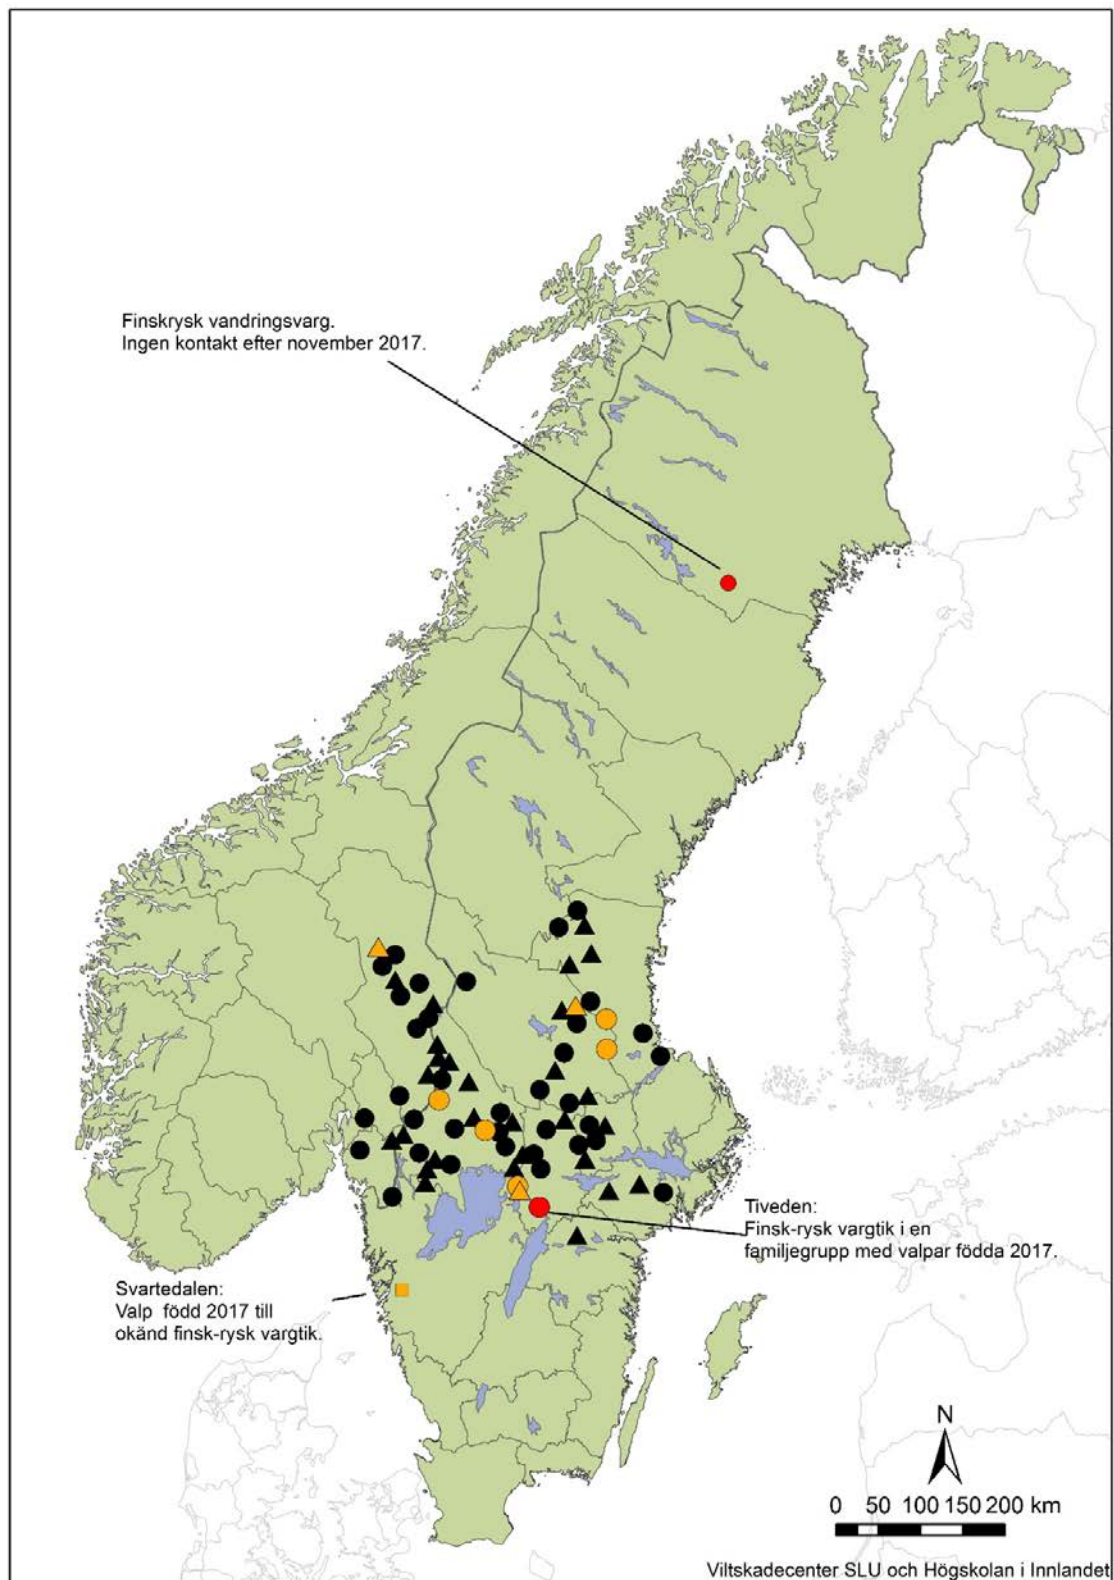 Finskrysk vandringsvarg.
Ingen kontakt efter november 2017.
Tiveden:
Finsk-rysk vargtik i en
familjegrupp med valpar födda 2017.
Svartedalen:
Valp född 2017 till
okänd finsk-rysk vargtik.
N
0 50 100 150 200 km
Viltskadecenter SLU och Högskolan i Innlandet